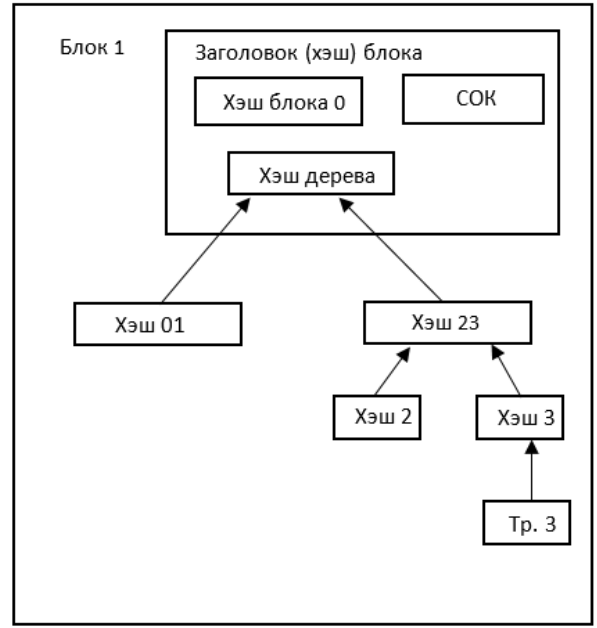 Блок 1
Заголовок (хэш) блока
Хэш блока 0
СОК
Хэш дерева
Хэш 01
Хэш 23
Хэш 2
Хэш 3
Тр. 3